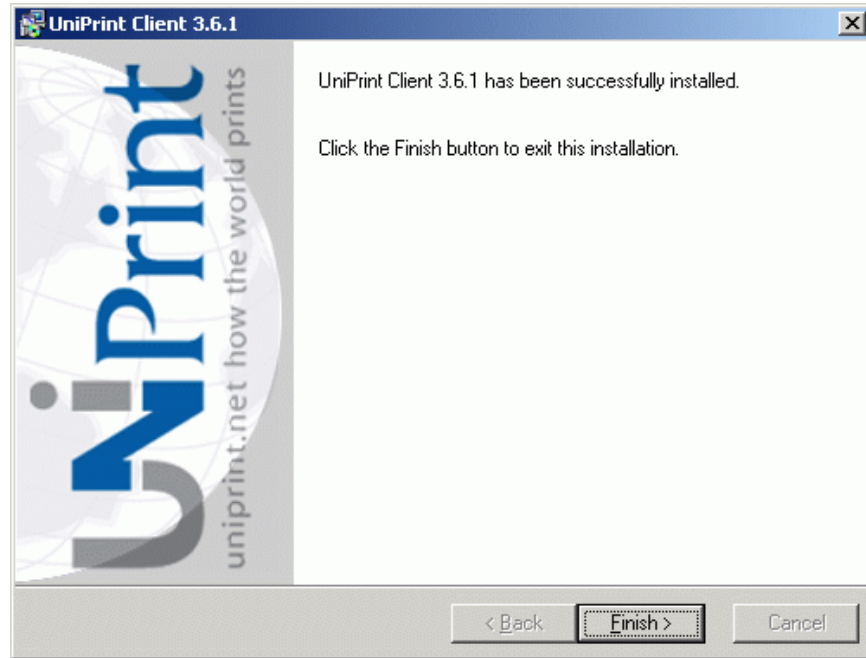 UniPrint Client 3.6.1
UniPrint
uniprint.net how the world prints
UniPrint Client 3.6.1 has been successfully installed.
Click the Finish button to exit this installation.
< Back
Finish >
Cancel